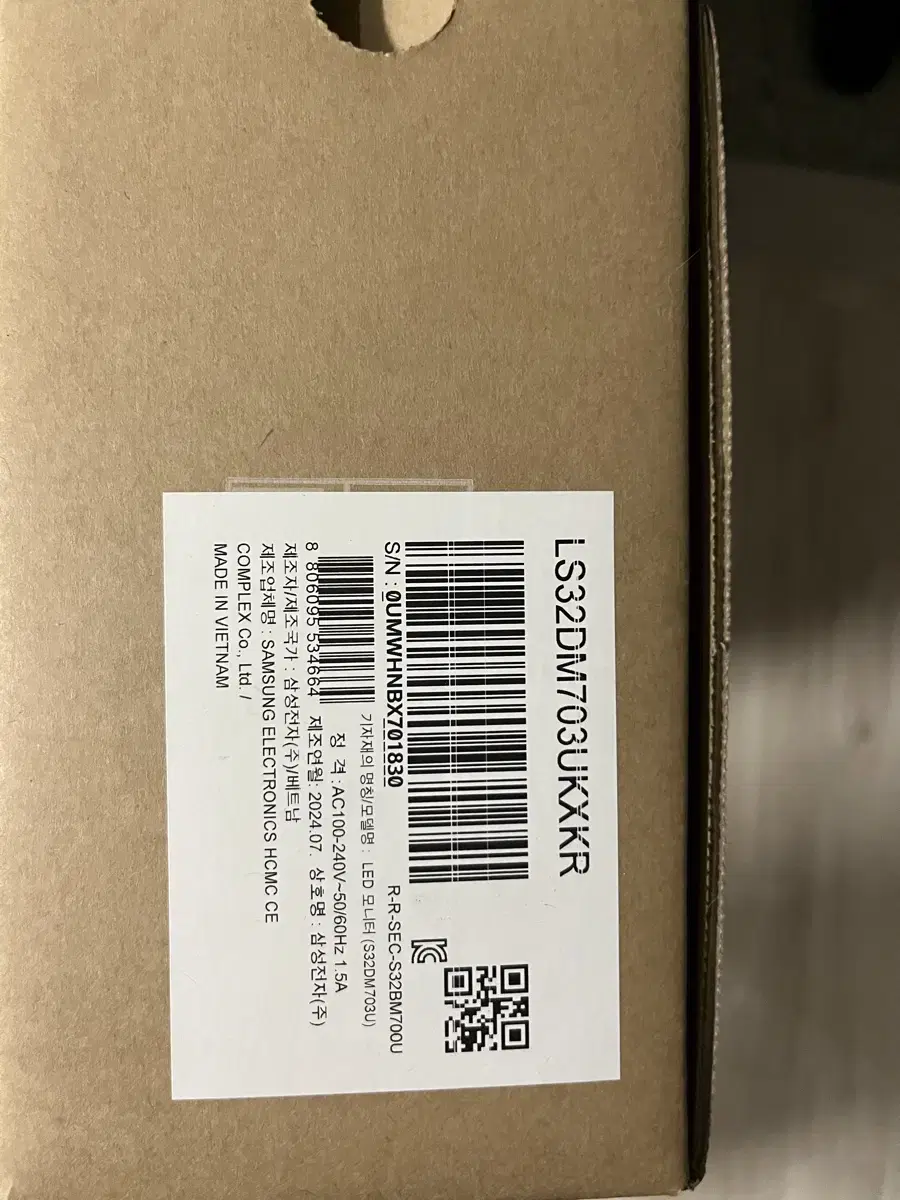 LS32DM703UKXKR
S/N : 0UMWHNBX701830
R-R-SEC-S32BM700U
기자재의 명칭/모델명 : LED 모니터 (S32DM703U)
정 격 : AC100-240V~50/60Hz 1.5A
8 806095 534664
제조연월: 2024.07. 상호명 : 삼성전자(주)
제조자/제조국가 : 삼성전자(주)/베트남
제조업체명 : SAMSUNG ELECTRONICS HCMC CE
COMPLEX Co., Ltd. /
MADE IN VIETNAM